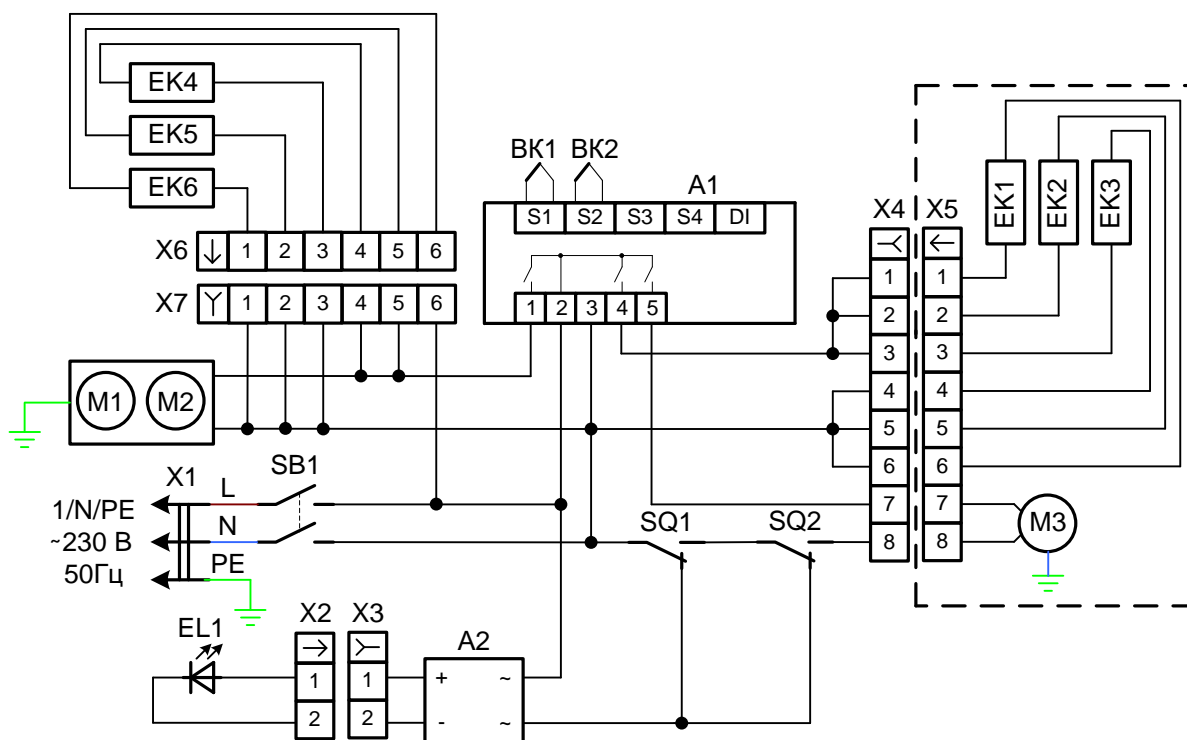 EK4
EK5
EK6
X6
1 2 3 4 5 6
X7
1 2 3 4 5 6
M1 M2
ВК1 ВК2
A1
S1 S2 S3 S4 DI
1 2 3 4 5
X4 X5
EK1 EK2 EK3
1 1
2 2
3 3
4 4
5 5
6 6
7 7
8 8
M3
X1 L SB1
1/N/PE
N
~230 В
PE
50Гц
SQ1 SQ2
EL1 X2 X3 A2
1 1 + ~
2 2 - ~